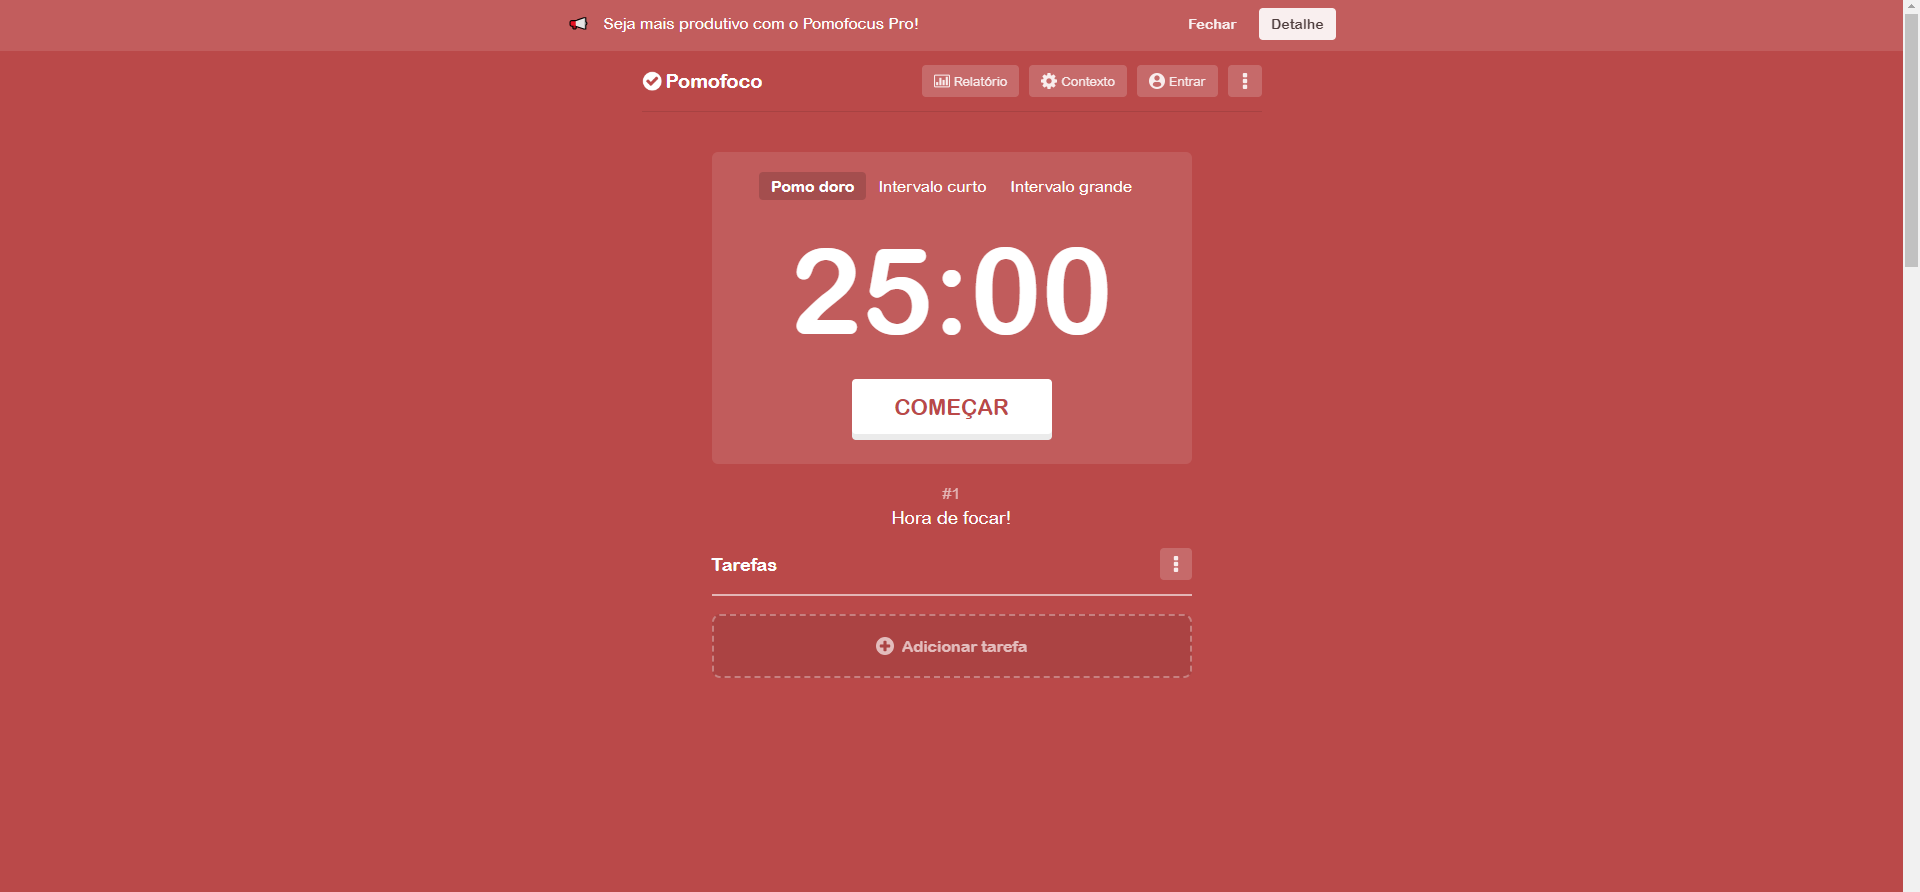 Seja mais produtivo com o Pomofocus Pro!
Fechar
Detalhe
Pomofoco
Relatório
Contexto
Entrar
Pomo doro
Intervalo curto
Intervalo grande
25:00
COMEÇAR
#1
Hora de focar!
Tarefas
Adicionar tarefa